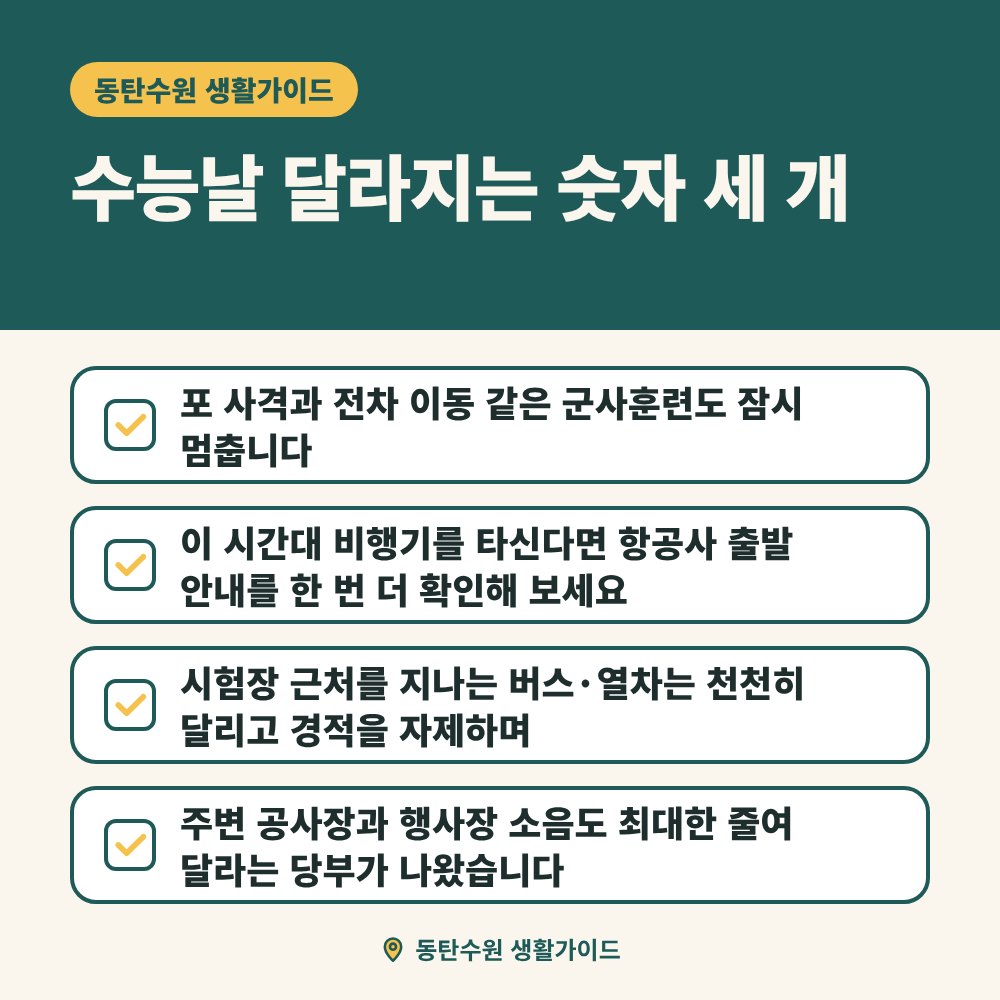 동탄수원 생활가이드
수능날 달라지는 숫자 세 개
포 사격과 전차 이동 같은 군사훈련도 잠시
멈춥니다
이 시간대 비행기를 타신다면 항공사 출발
안내를 한 번 더 확인해 보세요
시험장 근처를 지나는 버스·열차는 천천히
달리고 경적을 자제하며
주변 공사장과 행사장 소음도 최대한 줄여
달라는 당부가 나왔습니다
동탄수원 생활가이드